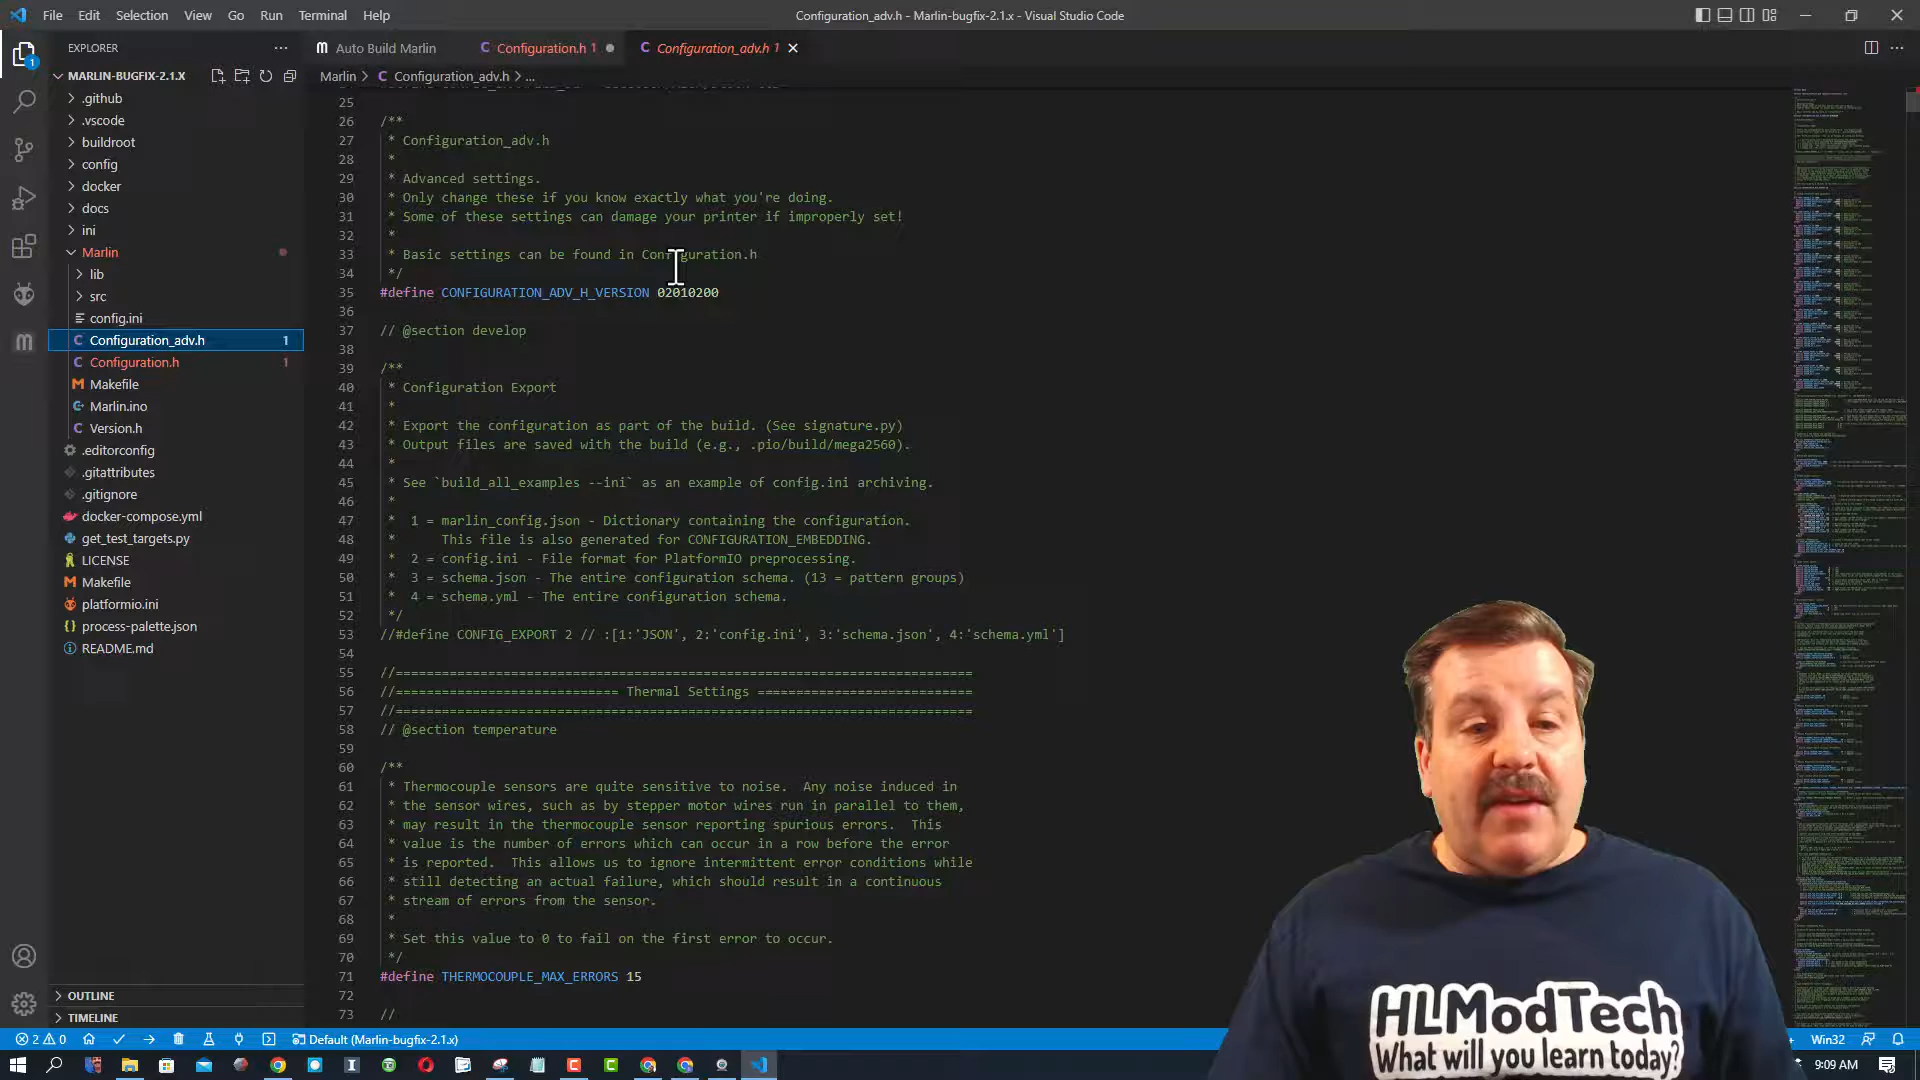 File Edit Selection View Go Run Terminal Help
Configuration_adv.h - Marlin-bugfix-2.1.x - Visual Studio Code
EXPLORER
Auto Build Marlin
Configuration.h 1
Configuration_adv.h 1
MARLIN-BUGFIX-2.1.X
Marlin > Configuration_adv.h > ...
.github
.vscode
buildroot
config
docker
docs
ini
Marlin
lib
src
config.ini
Configuration_adv.h 1
Configuration.h 1
Makefile
Marlin.ino
Version.h
.editorconfig
.gitattributes
.gitignore
docker-compose.yml
get_test_targets.py
LICENSE
Makefile
platformio.ini
process-palette.json
README.md
OUTLINE
TIMELINE
25
26 /**
27 * Configuration_adv.h
28 *
29 * Advanced settings.
30 * Only change these if you know exactly what you're doing.
31 * Some of these settings can damage your printer if improperly set!
32 *
33 * Basic settings can be found in Configuration.h
34 */
35 #define CONFIGURATION_ADV_H_VERSION 02010200
36
37 // @section develop
38
39 /**
40 * Configuration Export
41 *
42 * Export the configuration as part of the build. (See signature.py)
43 * Output files are saved with the build (e.g., .pio/build/mega2560).
44 *
45 * See `build_all_examples --ini` as an example of config.ini archiving.
46 *
47 * 1 = marlin_config.json - Dictionary containing the configuration.
48 * This file is also generated for CONFIGURATION_EMBEDDING.
49 * 2 = config.ini - File format for PlatformIO preprocessing.
50 * 3 = schema.json - The entire configuration schema. (13 = pattern groups)
51 * 4 = schema.yml - The entire configuration schema.
52 */
53 //#define CONFIG_EXPORT 2 // :[1:'JSON', 2:'config.ini', 3:'schema.json', 4:'schema.yml']
54
55 //===========================================================================
56 //============================= Thermal Settings ============================
57 //===========================================================================
58 // @section temperature
59
60 /**
61 * Thermocouple sensors are quite sensitive to noise. Any noise induced in
62 * the sensor wires, such as by stepper motor wires run in parallel to them,
63 * may result in the thermocouple sensor reporting spurious errors. This
64 * value is the number of errors which can occur in a row before the error
65 * is reported. This allows us to ignore intermittent error conditions while
66 * still detecting an actual failure, which should result in a continuous
67 * stream of errors from the sensor.
68 *
69 * Set this value to 0 to fail on the first error to occur.
70 */
71 #define THERMOCOUPLE_MAX_ERRORS 15
72
73 //
HLModTech
What will you learn today?
1
2 0
Default (Marlin-bugfix-2.1.x)
Win32
9:09 AM